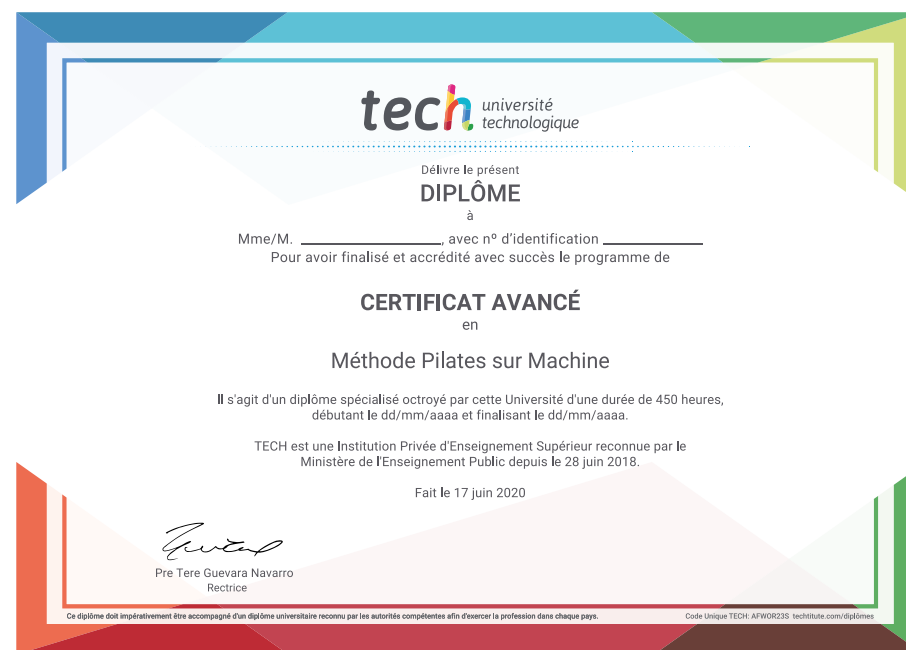 tech université
technologique
Délivre le présent
DIPLÔME
à
Mme/M. ____________________, avec nº d'identification ______________
Pour avoir finalisé et accrédité avec succès le programme de
CERTIFICAT AVANCÉ
en
Méthode Pilates sur Machine
Il s'agit d'un diplôme spécialisé octroyé par cette Université d'une durée de 450 heures,
débutant le dd/mm/aaaa et finalisant le dd/mm/aaaa.
TECH est une Institution Privée d'Enseignement Supérieur reconnue par le
Ministère de l'Enseignement Public depuis le 28 juin 2018.
Fait le 17 juin 2020
Pre Tere Guevara Navarro
Rectrice
Ce diplôme doit impérativement être accompagné d'un diplôme universitaire reconnu par les autorités compétentes afin d'exercer la profession dans chaque pays.
Code Unique TECH: AFWOR23S techtitute.com/diplômes